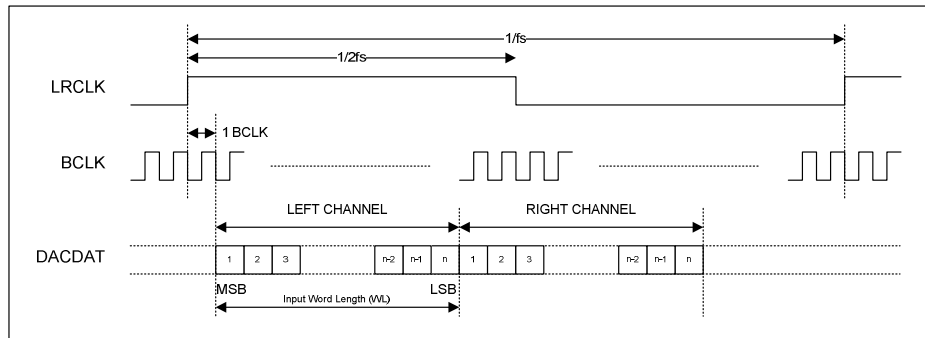 1/fs
1/2fs
LRCLK
1 BCLK
BCLK
LEFT CHANNEL RIGHT CHANNEL
DACDAT 1 2 3 n-2 n-1 n 1 2 3 n-2 n-1 n
MSB LSB
Input Word Length (WL)